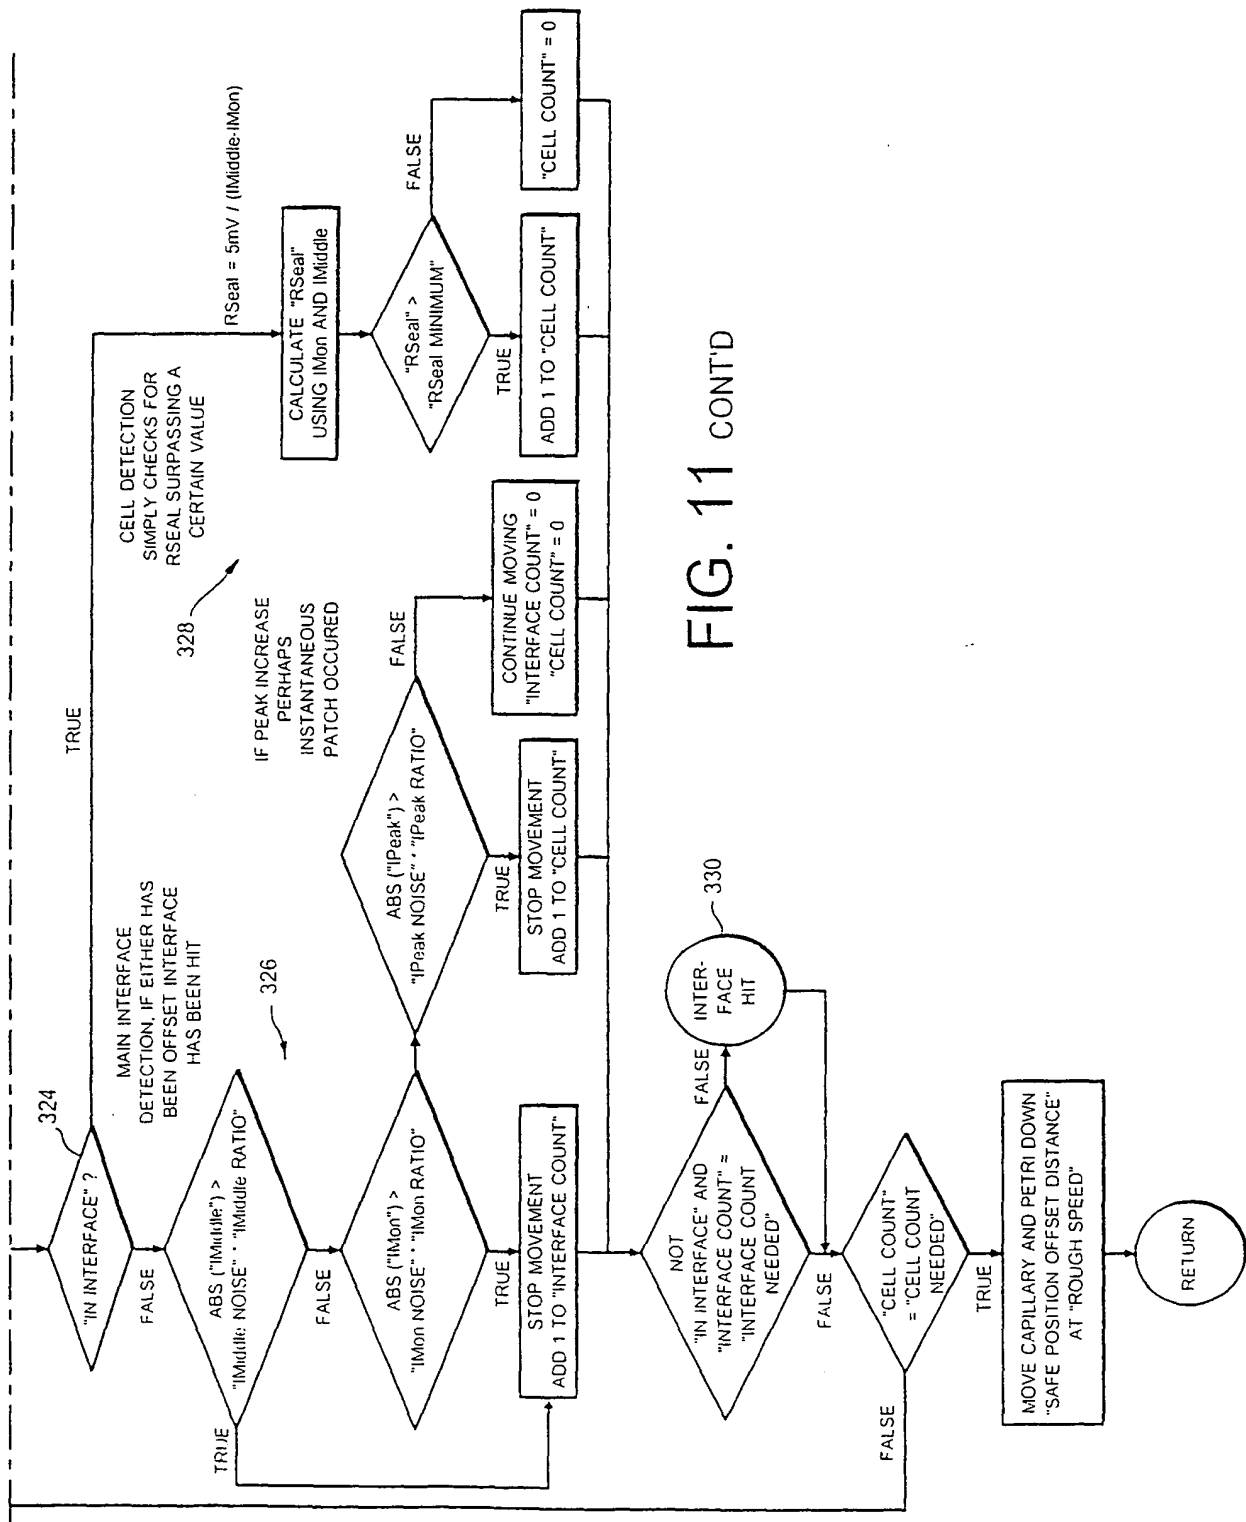 324
"IN INTERFACE" ?
TRUE
FALSE
MAIN INTERFACE
DETECTION, IF EITHER HAS
BEEN OFFSET INTERFACE
HAS BEEN HIT
326
ABS ("IMiddle") >
"IMiddle NOISE" * "IMiddle RATIO"
TRUE
FALSE
ABS ("IMon") >
"IMon NOISE" * "IMon RATIO"
TRUE
STOP MOVEMENT
ADD 1 TO "INTERFACE COUNT"
IF PEAK INCREASE
PERHAPS
INSTANTANEOUS
PATCH OCCURED
ABS ("IPeak") >
"IPeak NOISE" * "IPeak RATIO"
FALSE
TRUE
STOP MOVEMENT
ADD 1 TO "CELL COUNT"
CONTINUE MOVING
"INTERFACE COUNT" = 0
"CELL COUNT" = 0
328
CELL DETECTION
SIMPLY CHECKS FOR
RSEAL SURPASSING A
CERTAIN VALUE
RSeal = 5mV / (IMiddle-IMon)
CALCULATE "RSeal"
USING IMon AND IMiddle
"RSeal" >
"RSeal MINIMUM"
FALSE
TRUE
ADD 1 TO "CELL COUNT"
"CELL COUNT" = 0
NOT
"IN INTERFACE" AND
"INTERFACE COUNT" =
"INTERFACE COUNT
NEEDED"
FALSE
FALSE
330
INTER-
FACE
HIT
"CELL COUNT"
= "CELL COUNT
NEEDED"
FALSE
TRUE
MOVE CAPILLARY AND PETRI DOWN
"SAFE POSITION OFFSET DISTANCE"
AT "ROUGH SPEED"
RETURN
FIG. 11 CONT'D